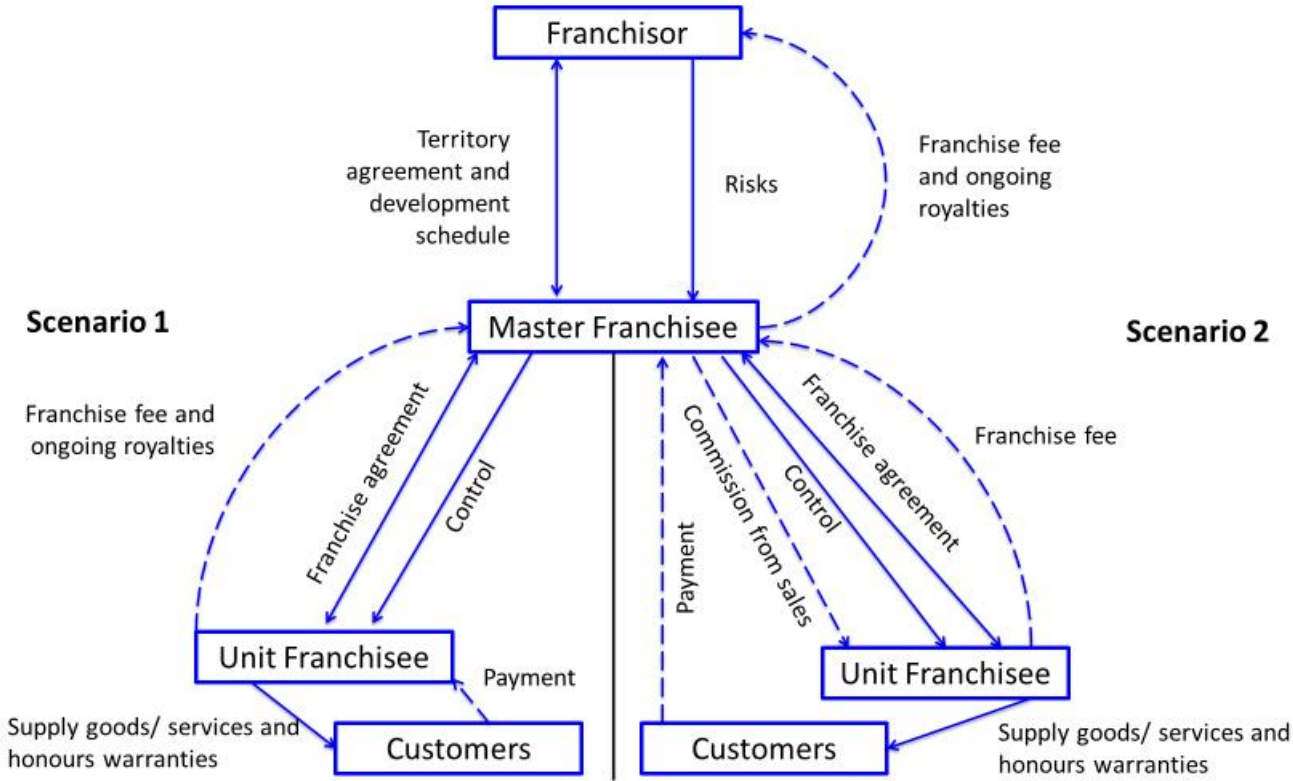 Franchisor
Territory
agreement and
development
schedule
Risks
Franchise fee
and ongoing
royalties
Scenario 1
Master Franchisee
Scenario 2
Franchise fee and
ongoing royalties
Franchise agreement
Control
Payment
Commission from sales
Control
Franchise agreement
Franchise fee
Unit Franchisee
Payment
Unit Franchisee
Supply goods/ services and
honours warranties
Customers
Customers
Supply goods/ services and
honours warranties